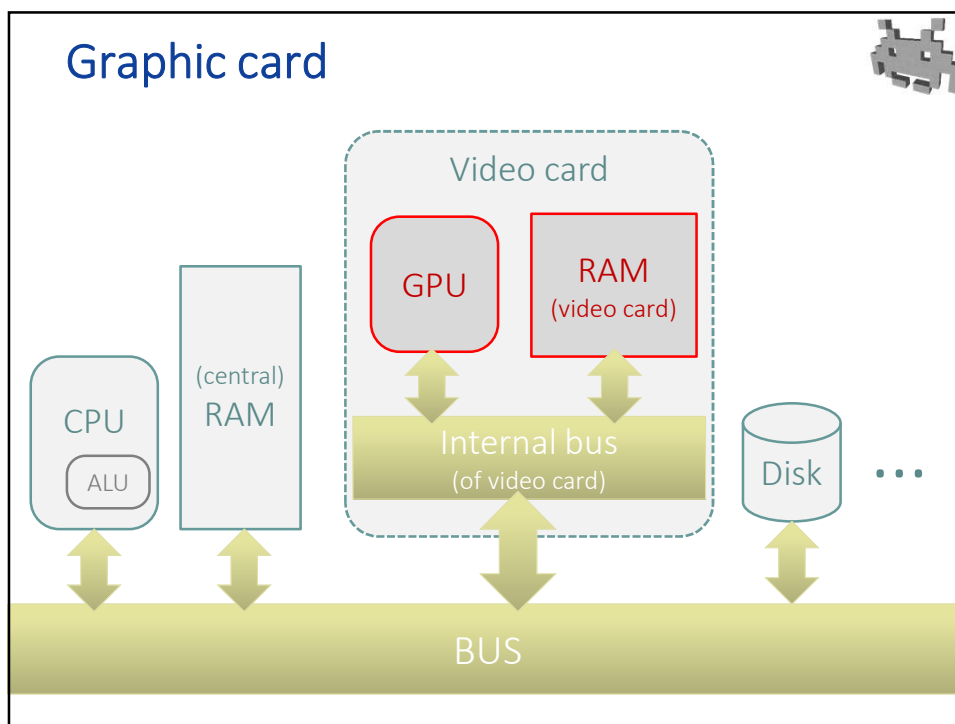 Graphic card
Video card
GPU
RAM
(video card)
(central)
RAM
CPU
ALU
Internal bus
(of video card)
Disk
...
BUS